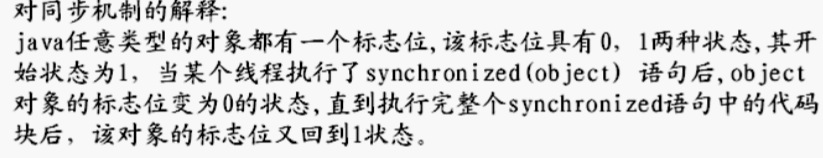 对同步机制的解释:
java任意类型的对象都有一个标志位,该标志位具有0，1两种状态,其开
始状态为1，当某个线程执行了synchronized(object) 语句后,object
对象的标志位变为0的状态,直到执行完整个synchronized语句中的代码
块后，该对象的标志位又回到1状态。